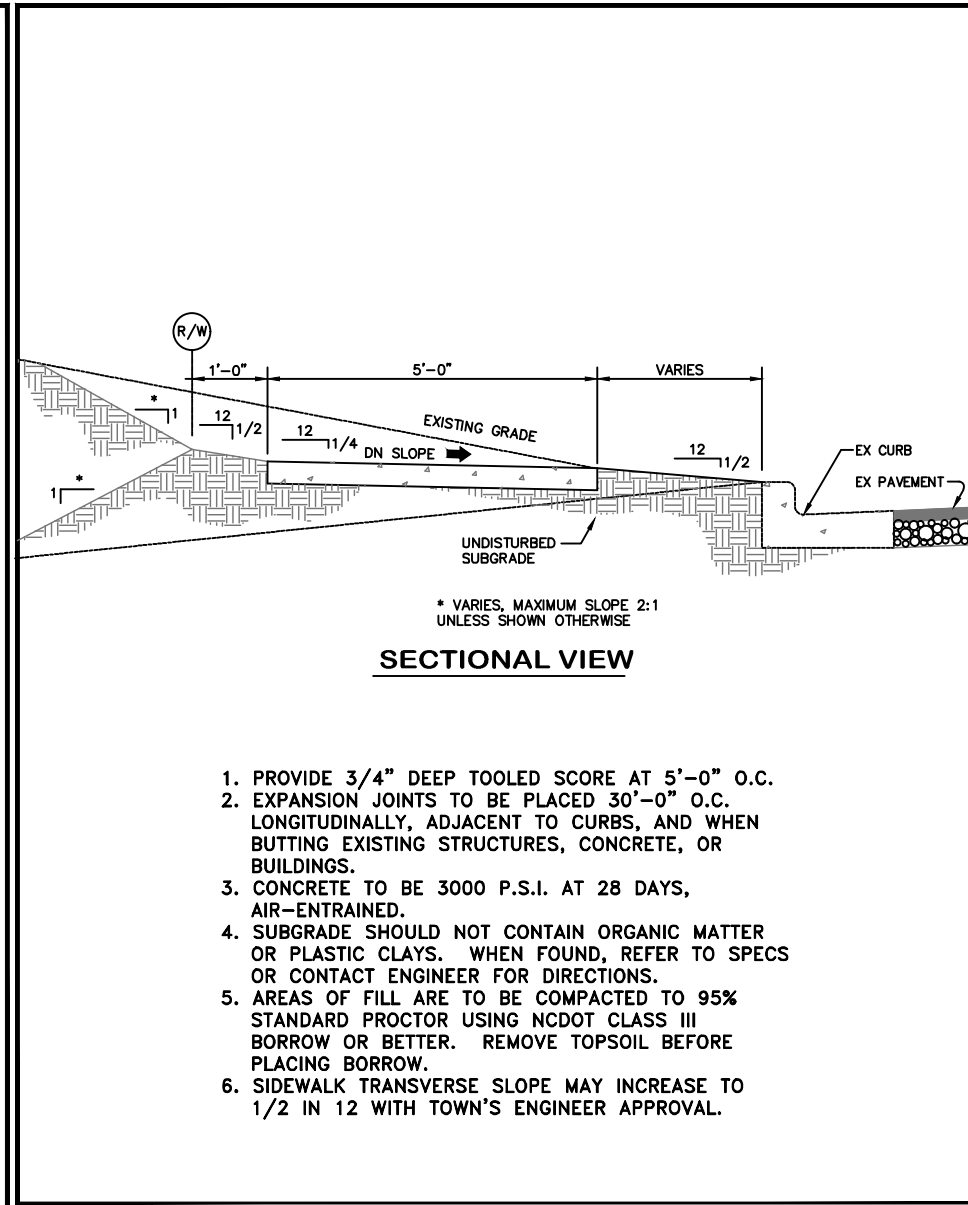 R/W
1'-0" 5'-0" VARIES
* 1
12 1/2
12 1/4
EXISTING GRADE
DN SLOPE
12 1/2
EX CURB
* 1
EX PAVEMENT
UNDISTURBED
SUBGRADE
* VARIES, MAXIMUM SLOPE 2:1
UNLESS SHOWN OTHERWISE
SECTIONAL VIEW
1. PROVIDE 3/4" DEEP TOOLED SCORE AT 5'-0" O.C.
2. EXPANSION JOINTS TO BE PLACED 30'-0" O.C.
LONGITUDINALLY, ADJACENT TO CURBS, AND WHEN
BUTTING EXISTING STRUCTURES, CONCRETE, OR
BUILDINGS.
3. CONCRETE TO BE 3000 P.S.I. AT 28 DAYS,
AIR-ENTRAINED.
4. SUBGRADE SHOULD NOT CONTAIN ORGANIC MATTER
OR PLASTIC CLAYS. WHEN FOUND, REFER TO SPECS
OR CONTACT ENGINEER FOR DIRECTIONS.
5. AREAS OF FILL ARE TO BE COMPACTED TO 95%
STANDARD PROCTOR USING NCDOT CLASS III
BORROW OR BETTER. REMOVE TOPSOIL BEFORE
PLACING BORROW.
6. SIDEWALK TRANSVERSE SLOPE MAY INCREASE TO
1/2 IN 12 WITH TOWN'S ENGINEER APPROVAL.